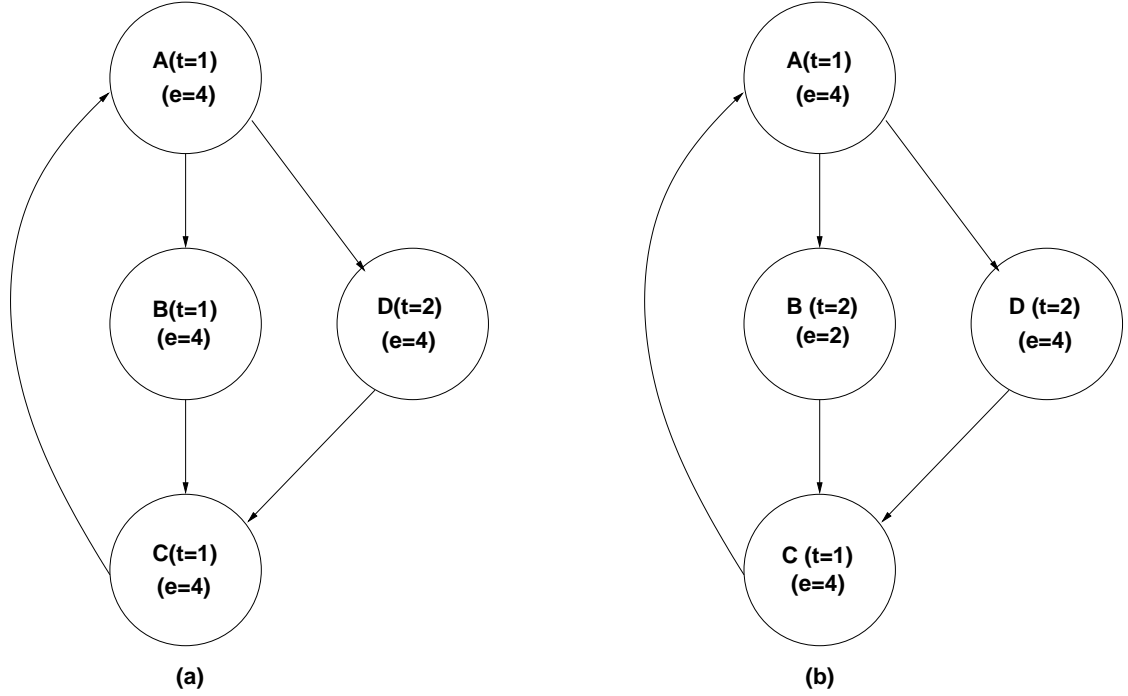 A(t=1)
(e=4)
B(t=1)
(e=4)
D(t=2)
(e=4)
C(t=1)
(e=4)
(a)
A(t=1)
(e=4)
B (t=2)
(e=2)
D (t=2)
(e=4)
C (t=1)
(e=4)
(b)